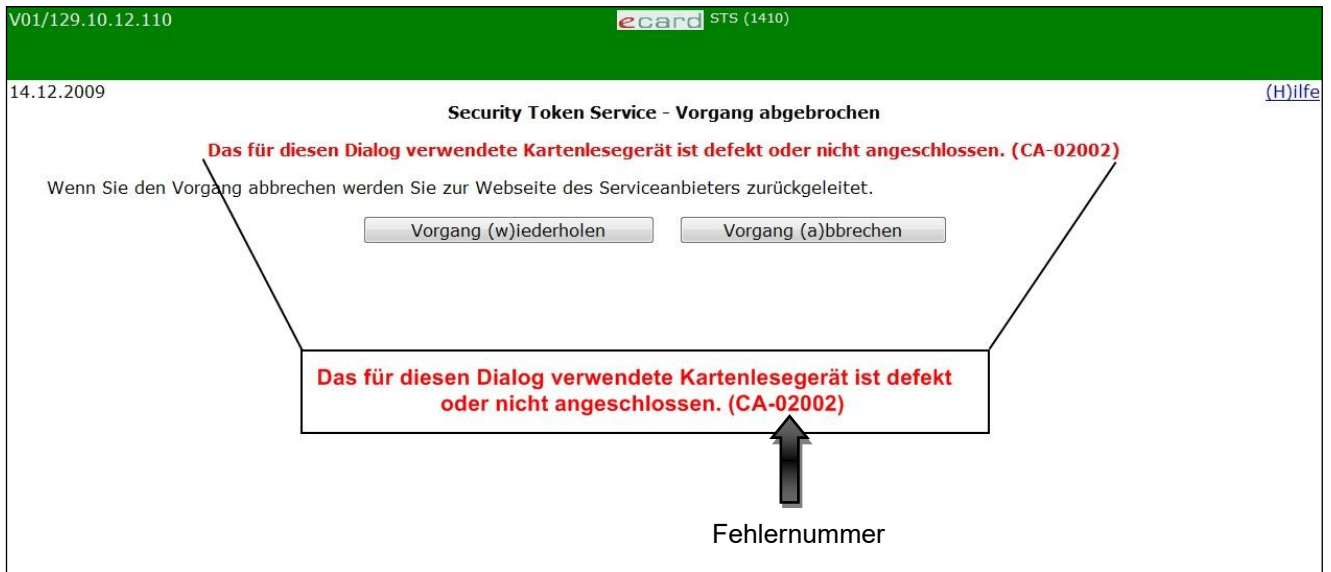 V01/129.10.12.110
ecard STS (1410)
14.12.2009
(H)ilfe
Security Token Service - Vorgang abgebrochen
Das für diesen Dialog verwendete Kartenlesegerät ist defekt oder nicht angeschlossen. (CA-02002)
Wenn Sie den Vorgang abbrechen werden Sie zur Webseite des Serviceanbieters zurückgeleitet.
Vorgang (w)iederholen
Vorgang (a)bbrechen
Das für diesen Dialog verwendete Kartenlesegerät ist defekt
oder nicht angeschlossen. (CA-02002)
Fehlernummer